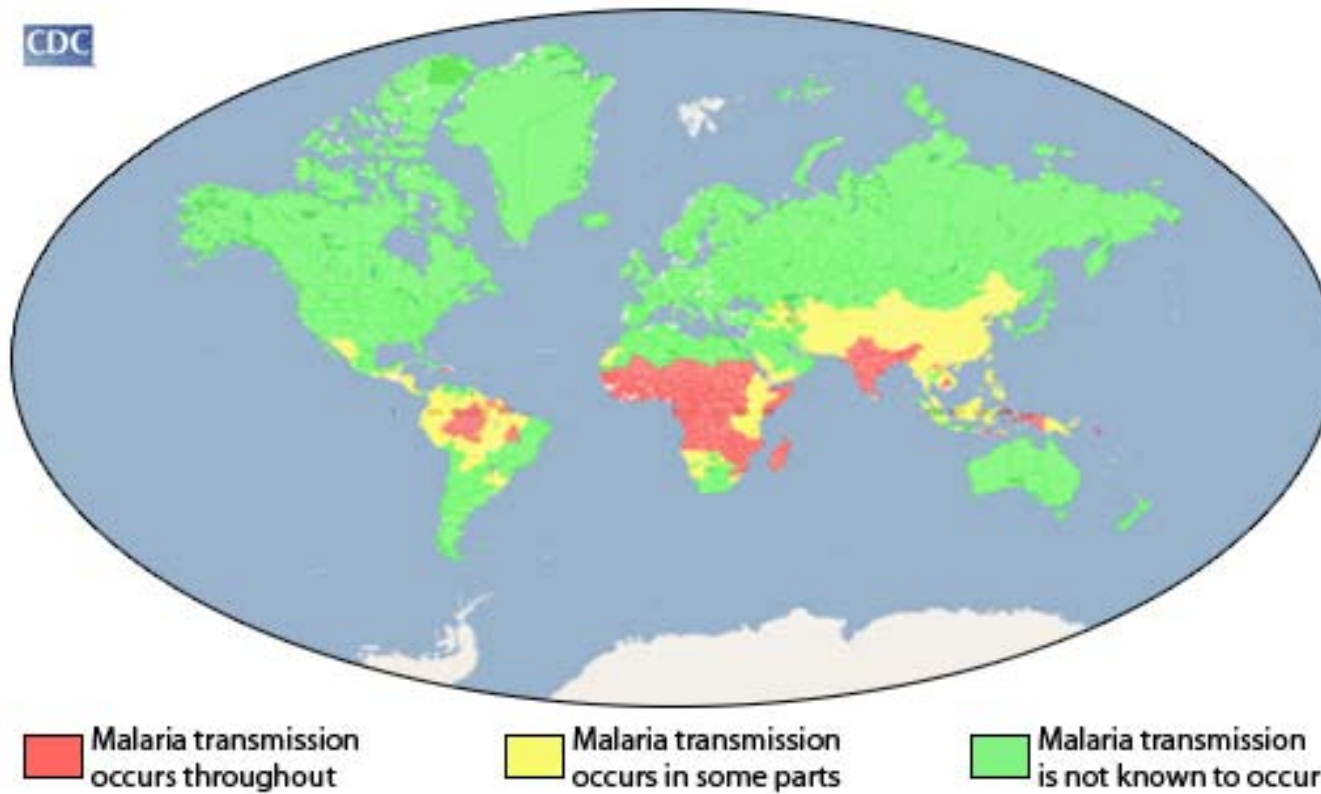 CDC
Malaria transmission
occurs throughout
Malaria transmission
occurs in some parts
Malaria transmission
is not known to occur